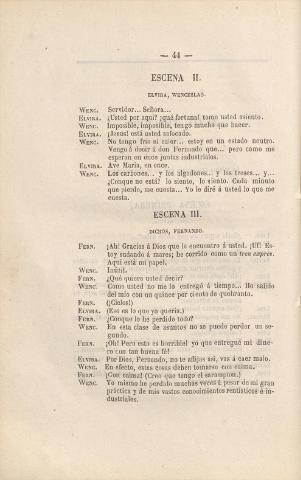 — 44 —
ESCENA II.
ELVIRA, WENCESLAO.
WENC. Servidor... Señora...
ELVIRA. ¿Usted por aquí? ¡qué fortuna! tome usted asiento.
WENC. Imposible, imposible, tengo mucho que hacer.
ELVIRA. ¡Jesus! está usted sofocado.
WENC. No tengo frio ni calor... estoy en un estado neutro.
Vengo á decir á don Fernando que... pero como me
esperan en once juntas industriales.
ELVIRA. Ave María, en once.
WENC. Los carbones... y los algodones... y los treses... y...
¿Conque no está? lo siento, lo siento. Cada minuto
que pierdo, me cuesta... Yo le diré á usted lo que me
cuesta.
ESCENA III.
DICHOS, FERNANDO.
FERN. ¡Ah! Gracias á Dios que le encuentro á usted. ¡Uf! Es-
toy sudando á mares; he corrido como un tren expres.
Aquí está mi papel.
WENC. Inútil.
FERN. ¿Qué quiere usted decir?
WENC. Como usted no me lo entregó á tiempo... He salido
del mio con un quince por ciento de quebranto.
FERN. ¡Cielos!
ELVIRA. (Eso es lo que yo queria.)
FERN. ¿Conque lo he perdido todo?
WENC. En esta clase de asuntos no se puede perder un se-
gundo.
FERN. ¡Oh! Pero esto es horrible! yo que entregué mi dine-
ro con tan buena fé!
ELVIRA. Por Dios, Fernando, no te aflijas así, vas á caer malo.
WENC. En efecto, estas cosas deben tomarse con calma.
FERN. ¡Con calma! (Creo que tengo el sarampion.)
WENC. Yo mismo he perdido muchas veces á pesar de mi gran
práctica y de mis vastos conocimientos rentísticos é in-
dustriales.